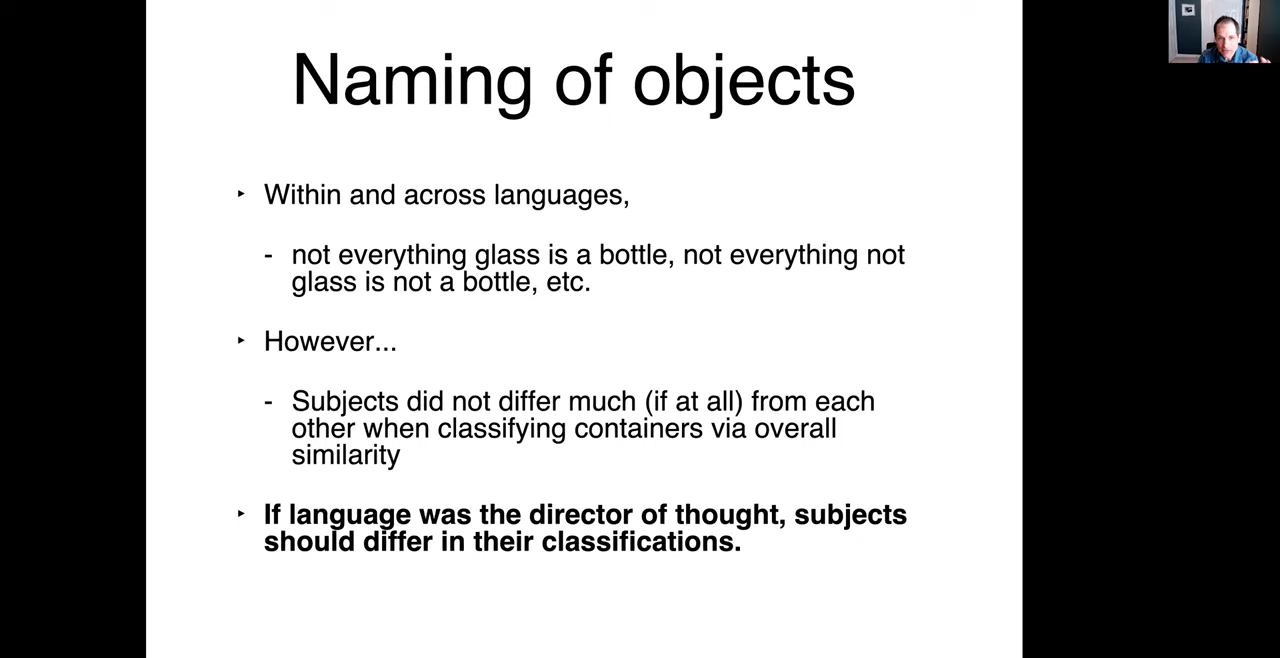 Naming of objects
‣ Within and across languages,
- not everything glass is a bottle, not everything not
glass is not a bottle, etc.
‣ However...
- Subjects did not differ much (if at all) from each
other when classifying containers via overall
similarity
‣ If language was the director of thought, subjects
should differ in their classifications.